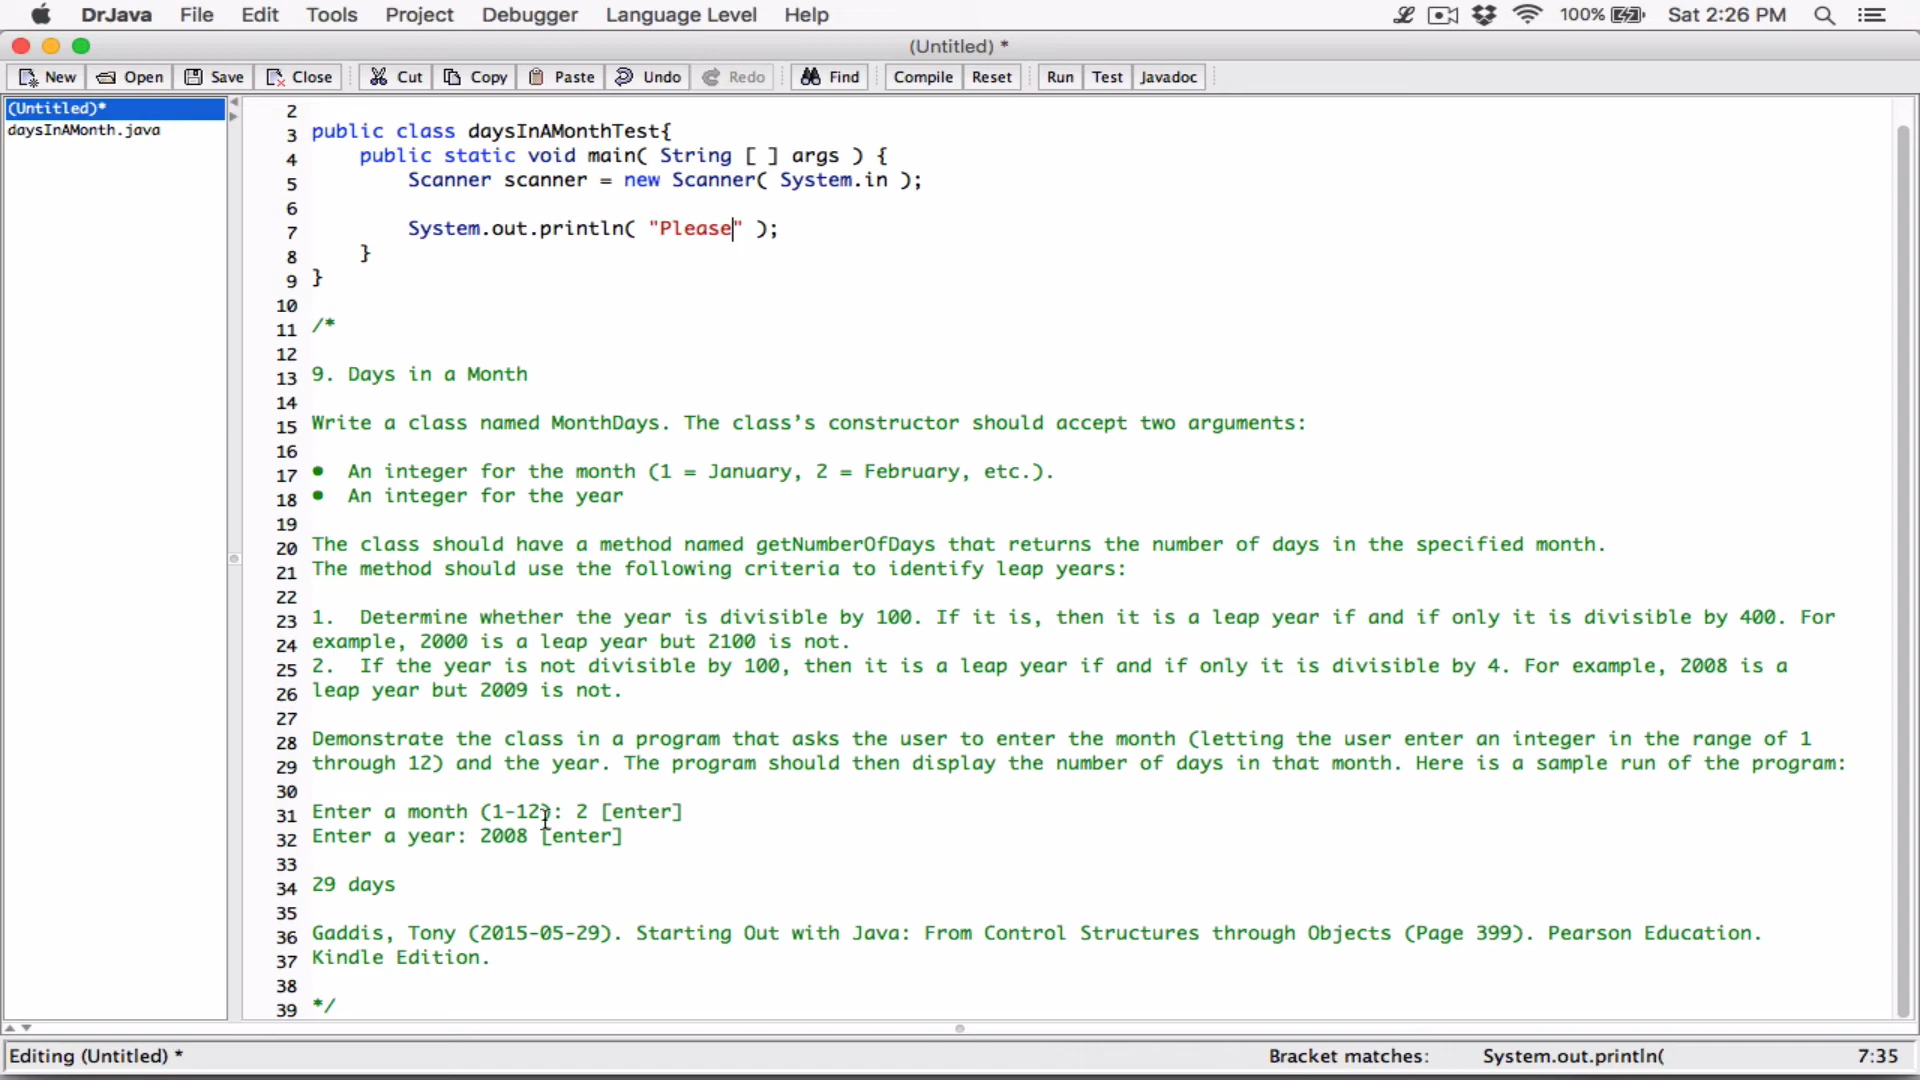 DrJava File Edit Tools Project Debugger Language Level Help 100% Sat 2:26 PM
(Untitled) *
New Open Save Close Cut Copy Paste Undo Redo Find Compile Reset Run Test Javadoc
(Untitled)*
daysInAMonth.java
2
3 public class daysInAMonthTest{
4 public static void main( String [ ] args ) {
5 Scanner scanner = new Scanner( System.in );
6
7 System.out.println( "Please" );
8 }
9 }
10
11 /*
12
13 9. Days in a Month
14
15 Write a class named MonthDays. The class’s constructor should accept two arguments:
16
17 • An integer for the month (1 = January, 2 = February, etc.).
18 • An integer for the year
19
20 The class should have a method named getNumberOfDays that returns the number of days in the specified month.
21 The method should use the following criteria to identify leap years:
22
23 1. Determine whether the year is divisible by 100. If it is, then it is a leap year if and if only it is divisible by 400. For
24 example, 2000 is a leap year but 2100 is not.
25 2. If the year is not divisible by 100, then it is a leap year if and if only it is divisible by 4. For example, 2008 is a
26 leap year but 2009 is not.
27
28 Demonstrate the class in a program that asks the user to enter the month (letting the user enter an integer in the range of 1
29 through 12) and the year. The program should then display the number of days in that month. Here is a sample run of the program:
30
31 Enter a month (1-12): 2 [enter]
32 Enter a year: 2008 [enter]
33
34 29 days
35
36 Gaddis, Tony (2015-05-29). Starting Out with Java: From Control Structures through Objects (Page 399). Pearson Education.
37 Kindle Edition.
38
39 */
Editing (Untitled) * Bracket matches: System.out.println( 7:35